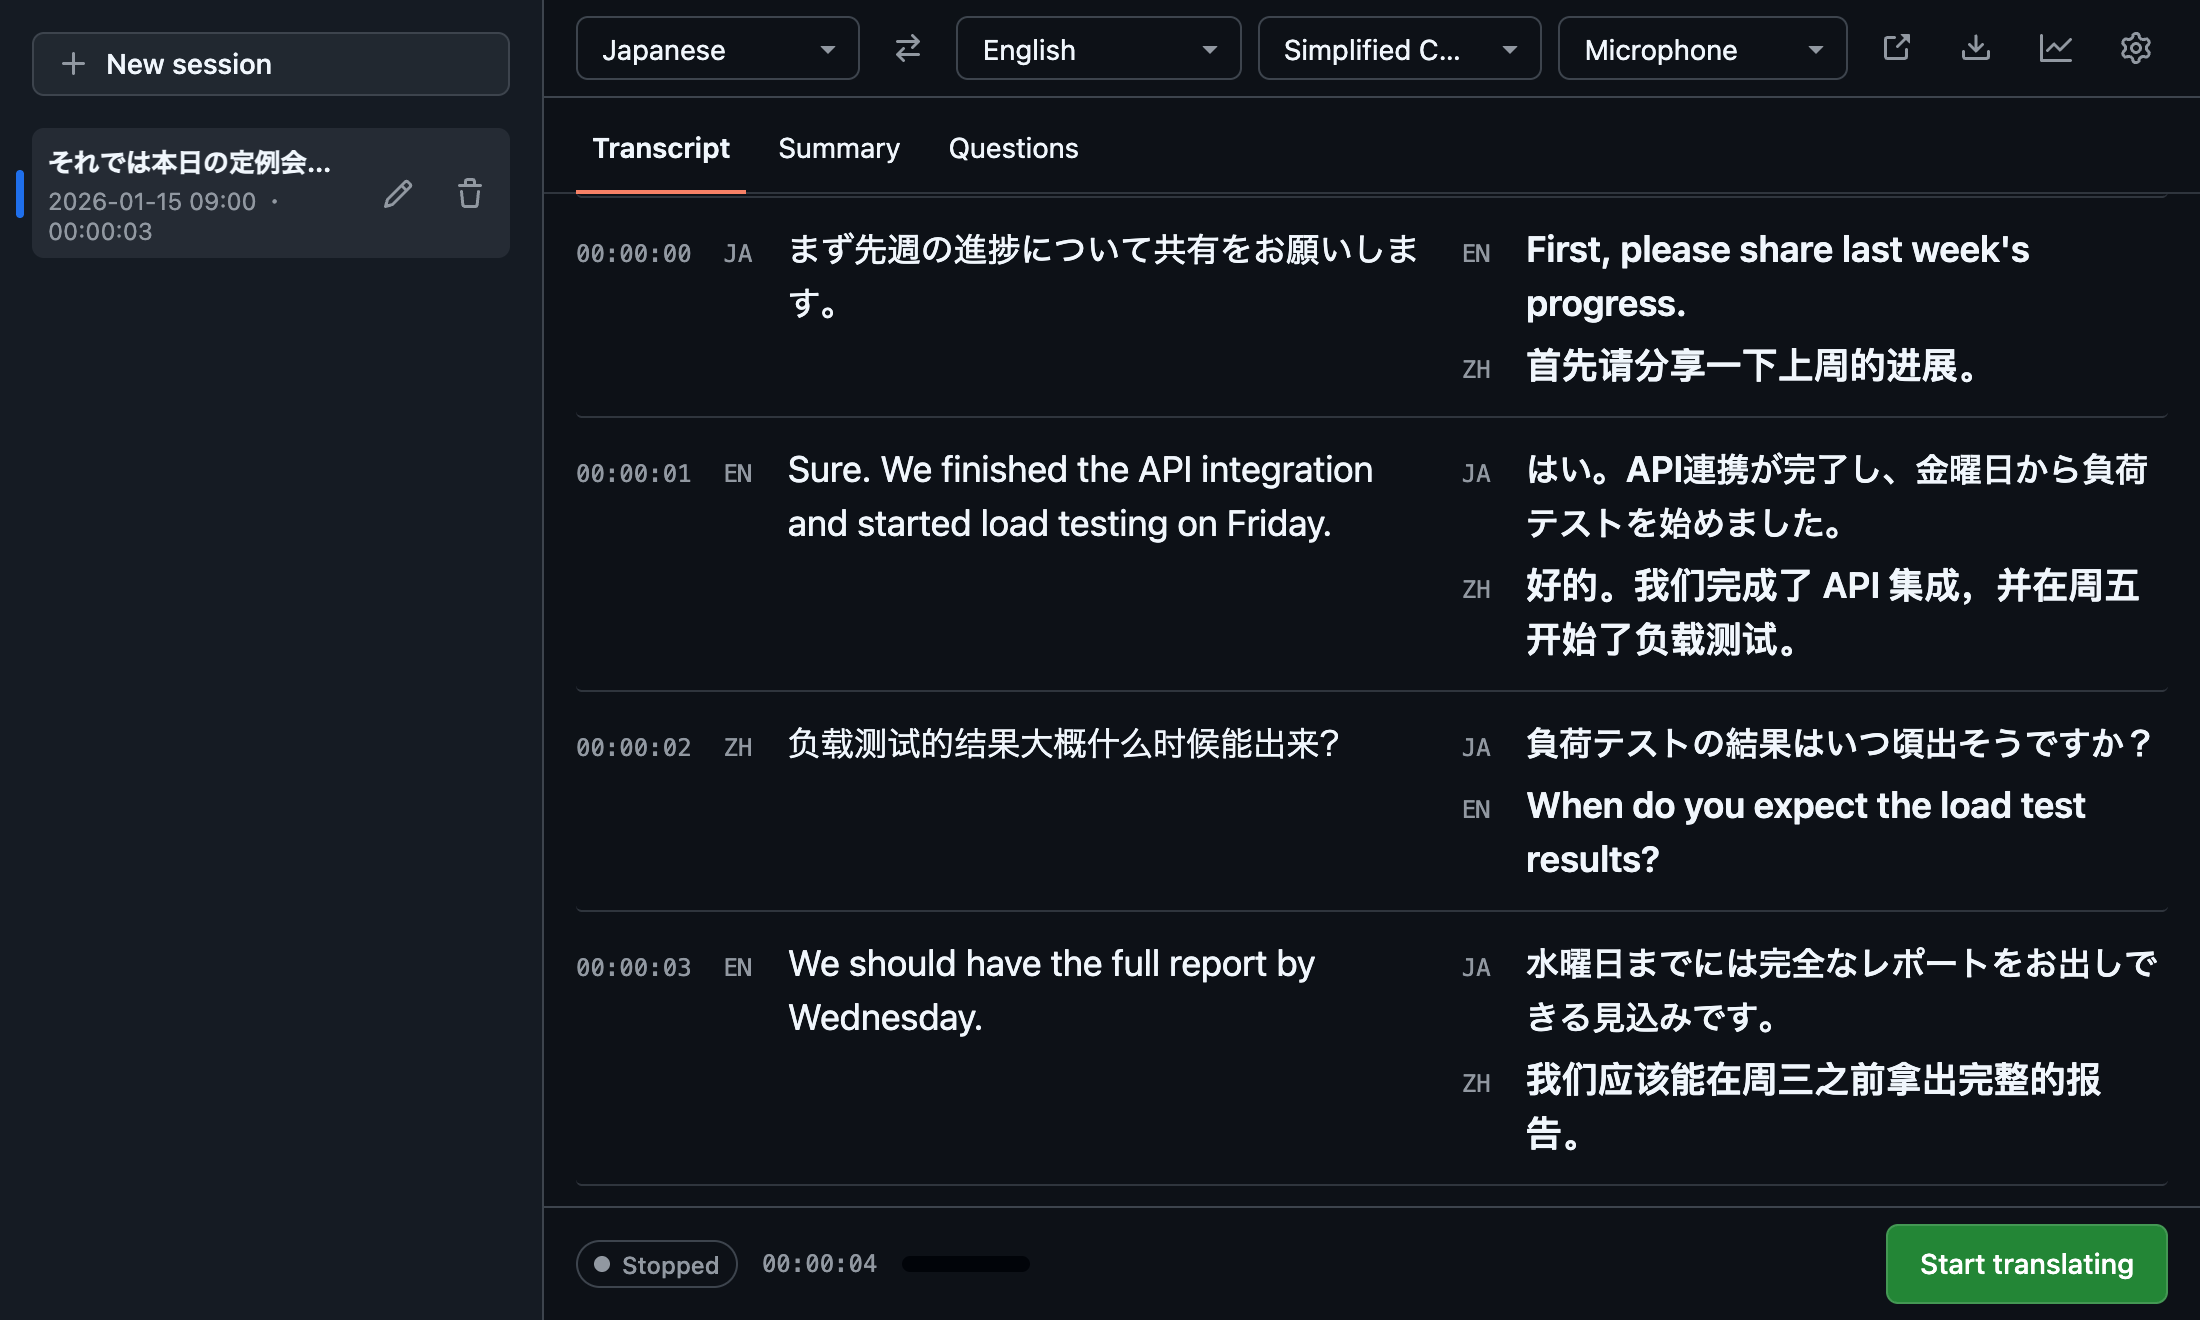 New session
それでは本日の定例会...
2026-01-15 09:00 •
00:00:03
Japanese
English
Simplified C...
Microphone
Transcript
Summary
Questions
00:00:00 JA まず先週の進捗について共有をお願いしま
す。
EN First, please share last week's
progress.
ZH 首先请分享一下上周的进展。
00:00:01 EN Sure. We finished the API integration
and started load testing on Friday.
JA はい。API連携が完了し、金曜日から負荷
テストを始めました。
ZH 好的。我们完成了 API 集成，并在周五
开始了负载测试。
00:00:02 ZH 负载测试的结果大概什么时候能出来？
JA 負荷テストの結果はいつ頃出そうですか？
EN When do you expect the load test
results?
00:00:03 EN We should have the full report by
Wednesday.
JA 水曜日までには完全なレポートをお出しで
きる見込みです。
ZH 我们应该能在周三之前拿出完整的报
告。
Stopped
00:00:04
Start translating